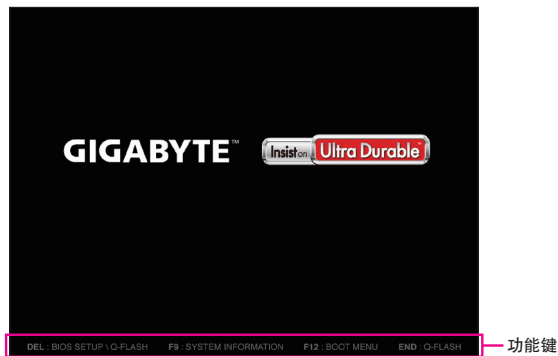 GIGABYTE™
Insist on Ultra Durable™
DEL : BIOS SETUP \ Q-FLASH F9 : SYSTEM INFORMATION F12 : BOOT MENU END : Q-FLASH
功能键